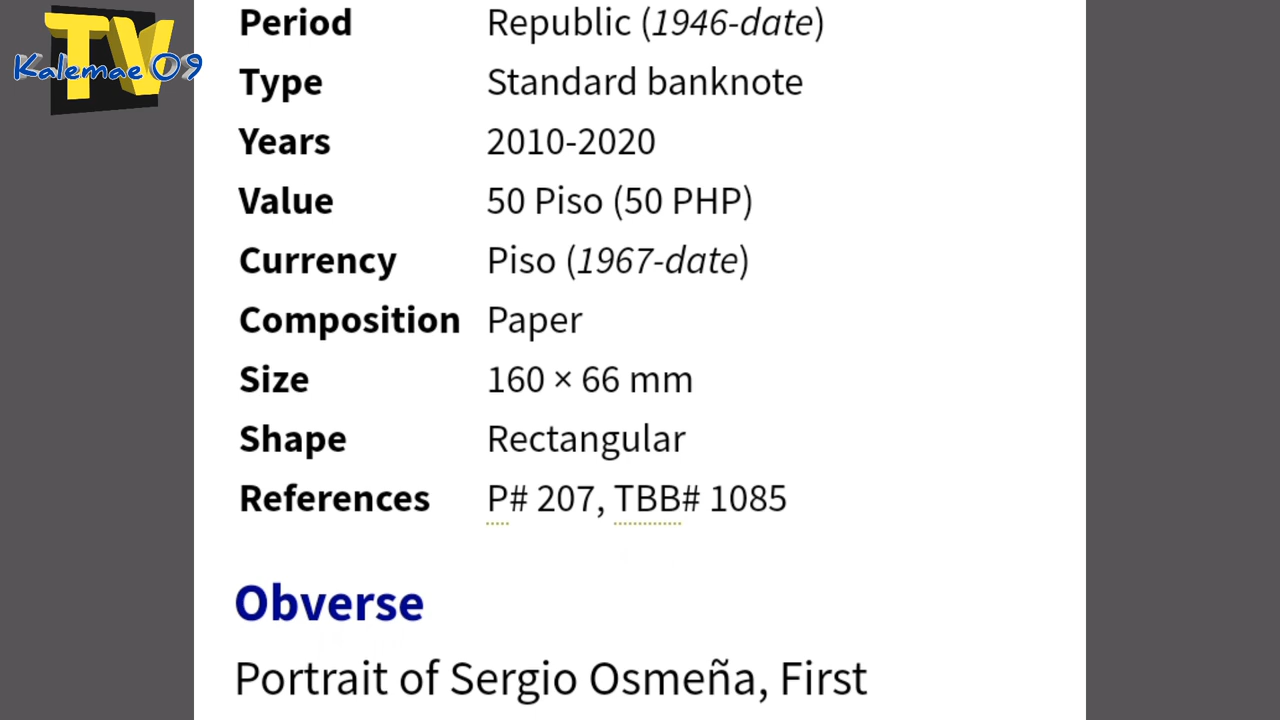 TV
Kalemae 09
Period Republic (1946-date)
Type Standard banknote
Years 2010-2020
Value 50 Piso (50 PHP)
Currency Piso (1967-date)
Composition Paper
Size 160 × 66 mm
Shape Rectangular
References P# 207, TBB# 1085
Obverse
Portrait of Sergio Osmeña, First